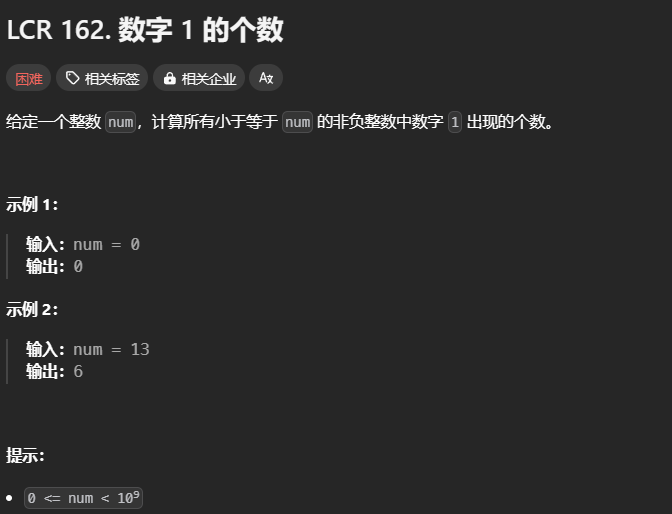 LCR 162. 数字 1 的个数
困难 相关标签 相关企业 A文
给定一个整数 num，计算所有小于等于 num 的非负整数中数字 1 出现的个数。
示例 1：
输入：num = 0
输出：0
示例 2：
输入：num = 13
输出：6
提示：
• 0 <= num < 10⁹